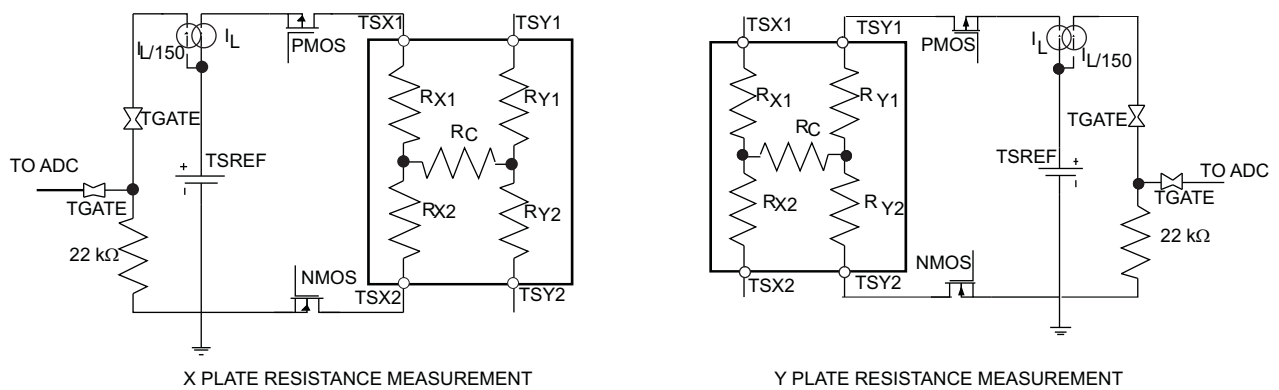 TSX1
TSY1
I_L/150
I_L
PMOS
R_X1
R_Y1
TGATE
R_C
TO ADC
TSREF
+
-
TGATE
R_X2
R_Y2
22 kΩ
NMOS
TSX2
TSY2
X PLATE RESISTANCE MEASUREMENT
TSX1
TSY1
PMOS
I_L
I_L/150
R_X1
R_Y1
TGATE
R_C
TSREF
+
-
TO ADC
TGATE
R_X2
R_Y2
22 kΩ
NMOS
TSX2
TSY2
Y PLATE RESISTANCE MEASUREMENT